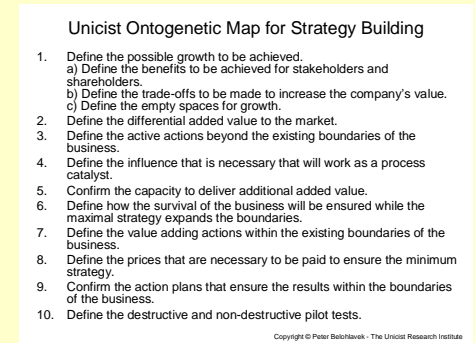 Unicist Ontogenetic Map for Strategy Building
1. Define the possible growth to be achieved.
a) Define the benefits to be achieved for stakeholders and
shareholders.
b) Define the trade-offs to be made to increase the company's value.
c) Define the empty spaces for growth.
2. Define the differential added value to the market.
3. Define the active actions beyond the existing boundaries of the
business.
4. Define the influence that is necessary that will work as a process
catalyst.
5. Confirm the capacity to deliver additional added value.
6. Define how the survival of the business will be ensured while the
maximal strategy expands the boundaries.
7. Define the value adding actions within the existing boundaries of the
business.
8. Define the prices that are necessary to be paid to ensure the minimum
strategy.
9. Confirm the action plans that ensure the results within the boundaries
of the business.
10. Define the destructive and non-destructive pilot tests.
Copyright © Peter Belohlavek - The Unicist Research Institute